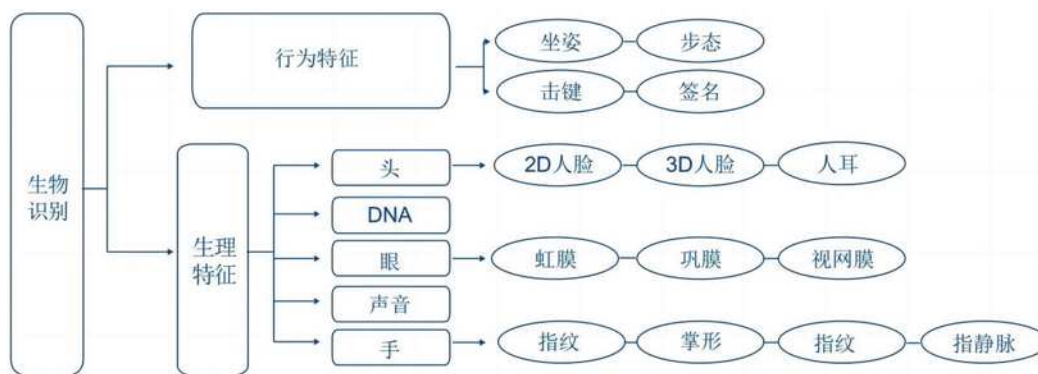 行为特征
坐姿
步态
击键
签名
生物
识别
生理
特征
头
2D人脸
3D人脸
人耳
DNA
眼
虹膜
巩膜
视网膜
声音
手
指纹
掌形
指纹
指静脉